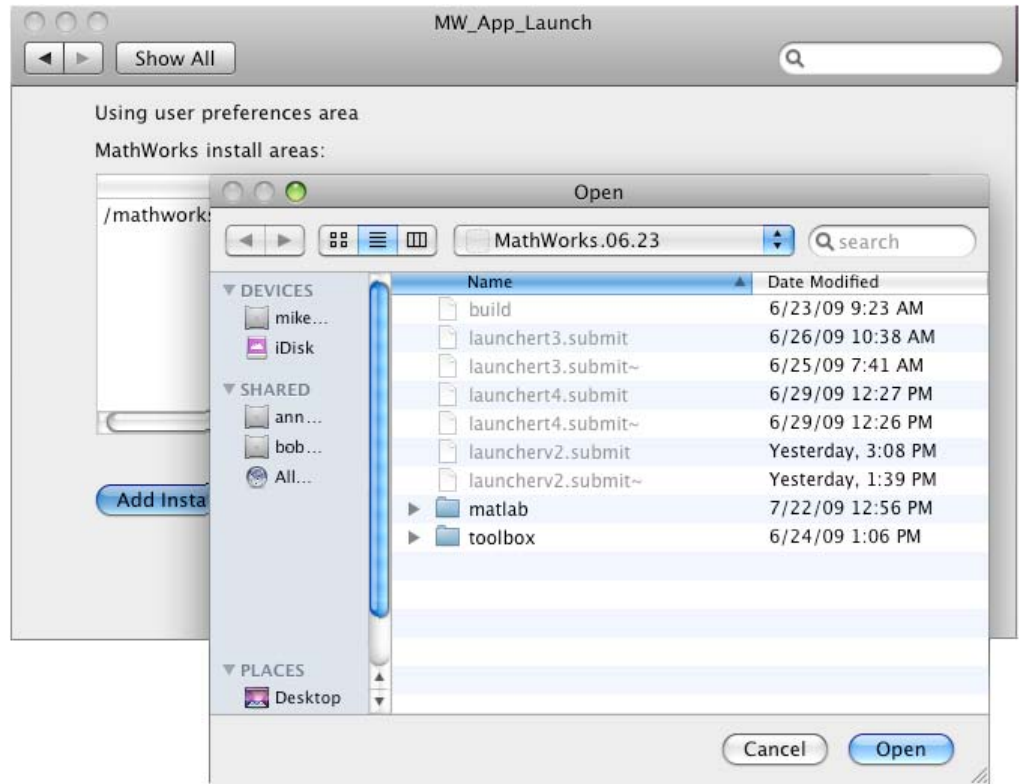 MW_App_Launch
Show All
Using user preferences area
MathWorks install areas:
Open
MathWorks.06.23
search
DEVICES
mike...
iDisk
SHARED
ann...
bob...
All...
PLACES
Desktop
Name Date Modified
build 6/23/09 9:23 AM
launchert3.submit 6/26/09 10:38 AM
launchert3.submit~ 6/25/09 7:41 AM
launchert4.submit 6/29/09 12:27 PM
launchert4.submit~ 6/29/09 12:26 PM
launcherv2.submit Yesterday, 3:08 PM
launcherv2.submit~ Yesterday, 1:39 PM
matlab 7/22/09 12:56 PM
toolbox 6/24/09 1:06 PM
/mathworks
Add Insta
Cancel Open